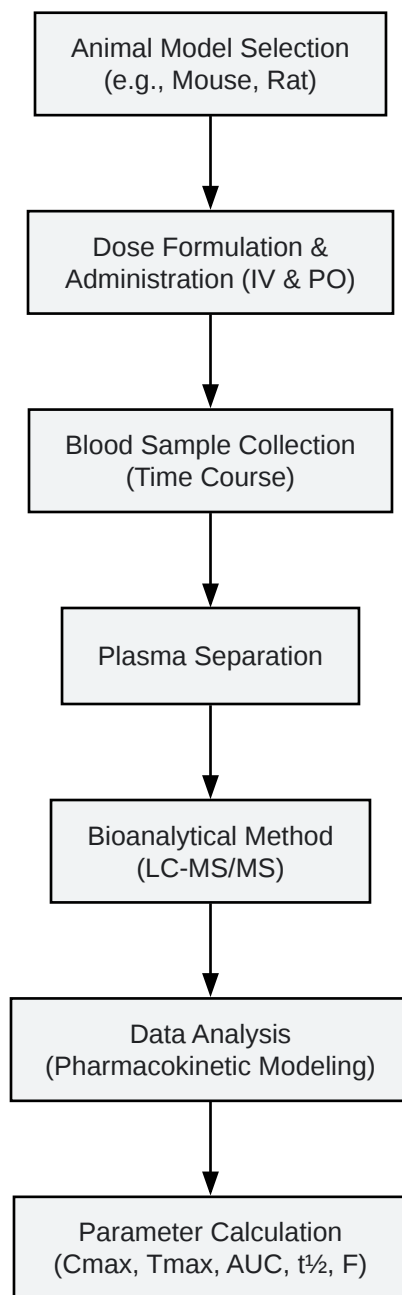 Animal Model Selection
(e.g., Mouse, Rat)
Dose Formulation &
Administration (IV & PO)
Blood Sample Collection
(Time Course)
Plasma Separation
Bioanalytical Method
(LC-MS/MS)
Data Analysis
(Pharmacokinetic Modeling)
Parameter Calculation
(Cmax, Tmax, AUC, t½, F)